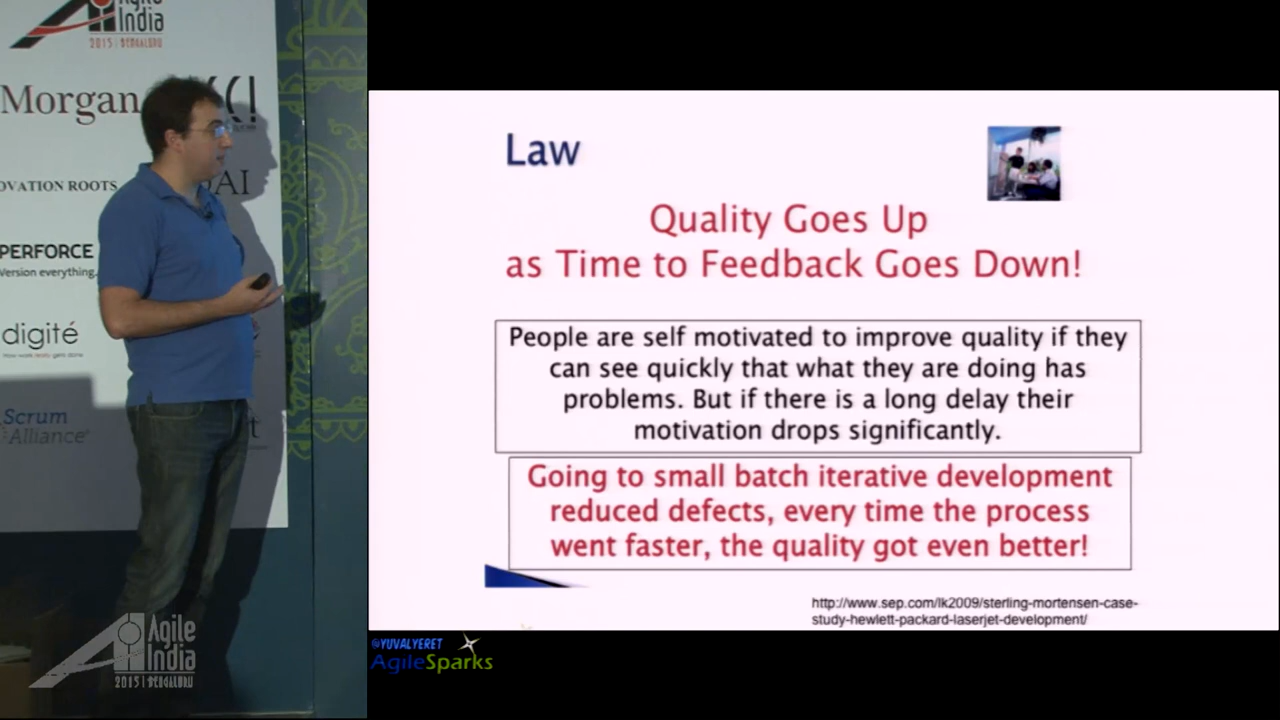 Agile
India
2015 | BENGALURU
Morgan
OVATION ROOTS
PERFORCE
Version everything.
digité
Scrum
Alliance
Law
Quality Goes Up
as Time to Feedback Goes Down!
People are self motivated to improve quality if they
can see quickly that what they are doing has
problems. But if there is a long delay their
motivation drops significantly.
Going to small batch iterative development
reduced defects, every time the process
went faster, the quality got even better!
http://www.sep.com/lk2009/sterling-mortensen-case-
study-hewlett-packard-laserjet-development/
@YUVALYERET
AgileSparks
Agile
India
2015 | BENGALURU